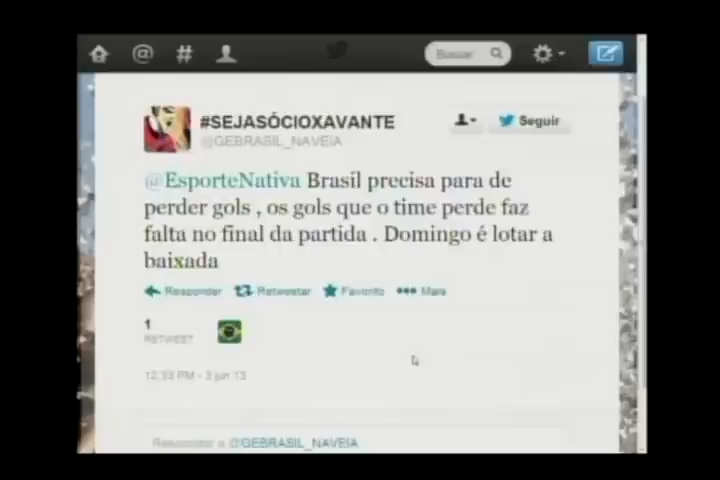 @
#
Buscar
#SEJASÓCIOXAVANTE
@GEBRASIL_NAVEIA
Seguir
@EsporteNativa Brasil precisa para de
perder gols , os gols que o time perde faz
falta no final da partida . Domingo é lotar a
baixada
Responder Retweetar Favorito Mais
1
RETWEET
12:33 PM - 3 jun 13
Responder a @GEBRASIL_NAVEIA